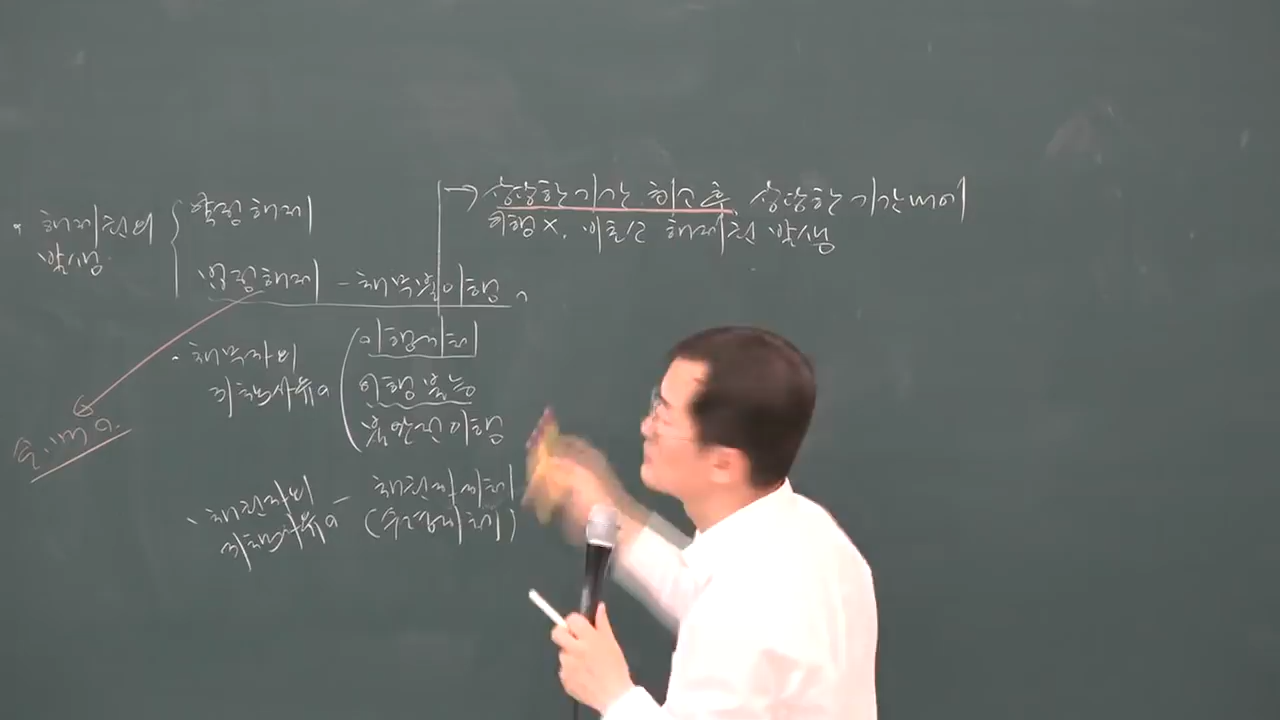 해제권의 발생
약정해제
법정해제 - 채무불이행
→ 상당한 기간 최고 후 상당한 기간 내에
이행 X, 비로소 해제권 발생
· 채무자의 귀책사유
이행지체
이행불능
불완전이행
· 채권자의 귀책사유 - 채권자지체
(수령지체)